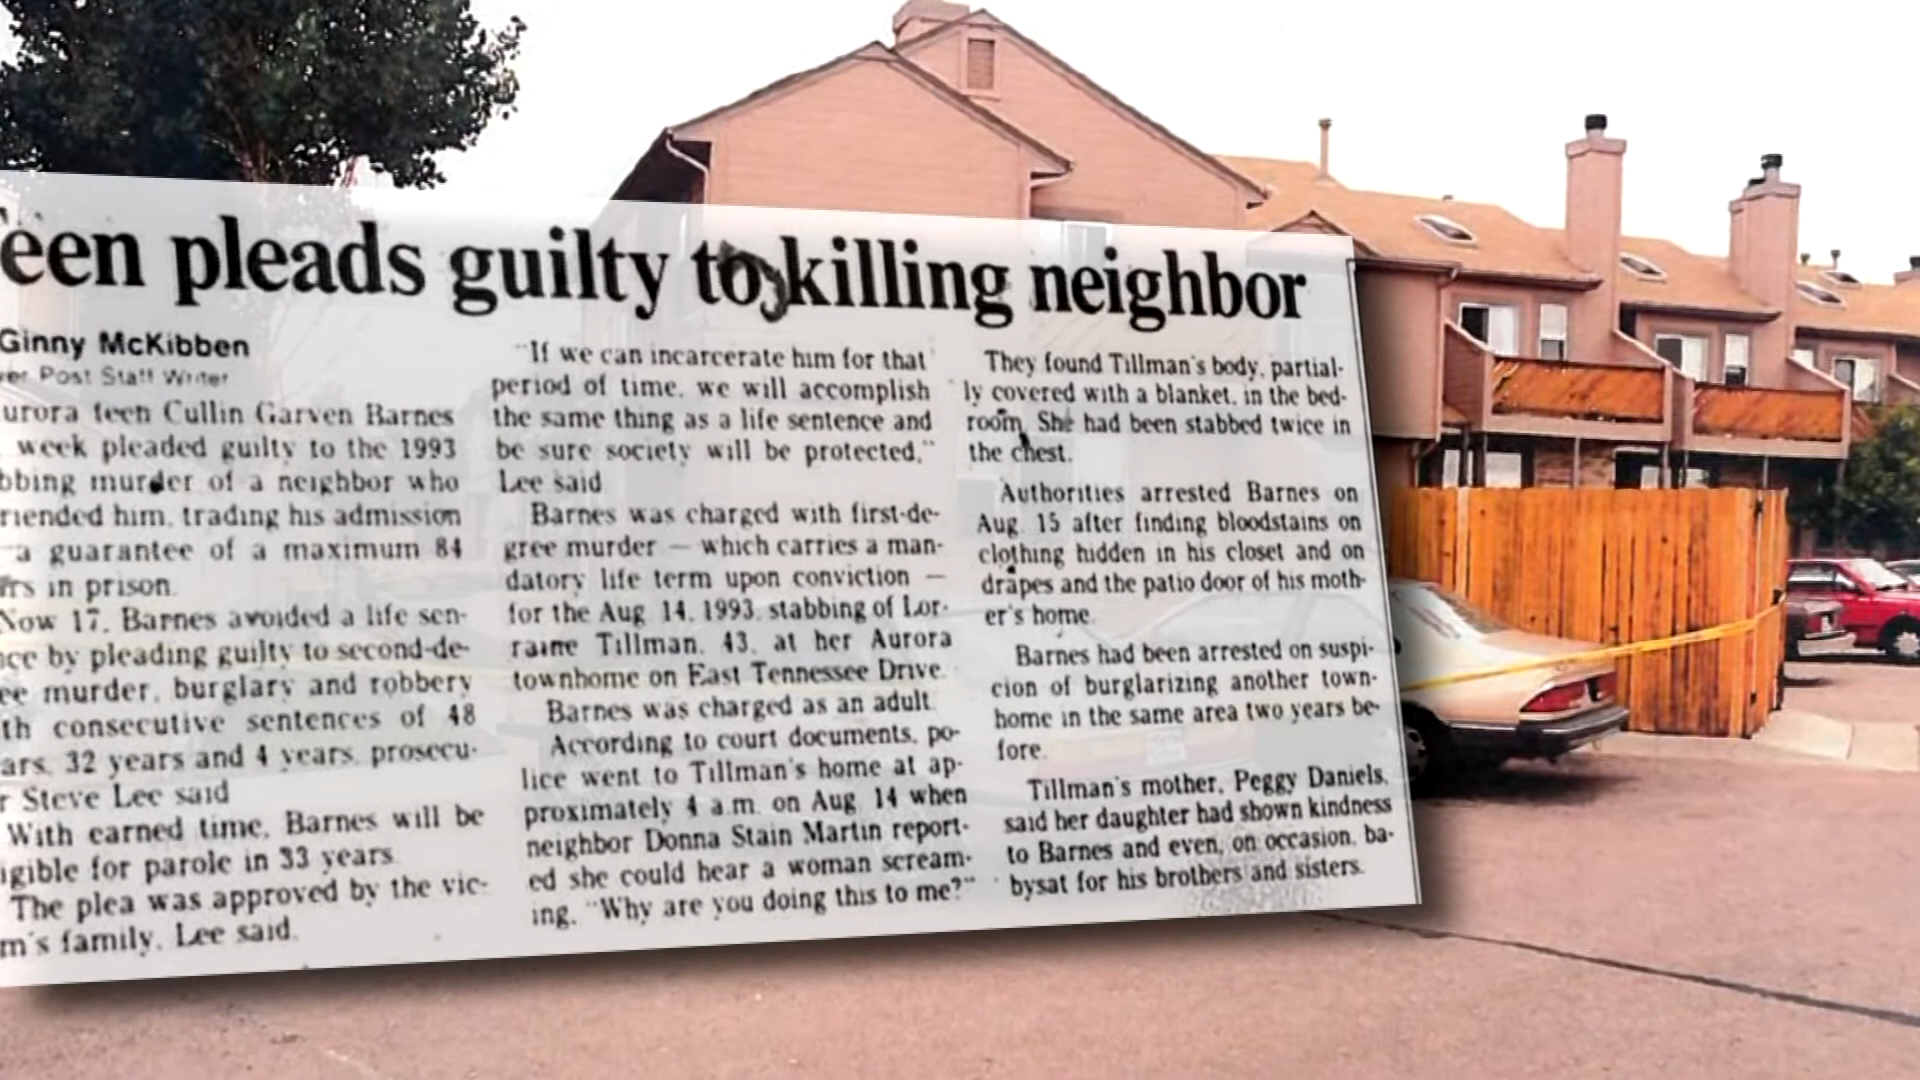 een pleads guilty to killing neighbor
Ginny McKibben
er Post Staff Writer
urora teen Cullin Garven Barnes
week pleaded guilty to the 1993
bbing murder of a neighbor who
riended him, trading his admission
a guarantee of a maximum 84
rs in prison.
Now 17, Barnes avoided a life sen-
ce by pleading guilty to second-de-
ee murder, burglary and robbery
th consecutive sentences of 48
ars, 32 years and 4 years, prosecu-
r Steve Lee said
With earned time, Barnes will be
igible for parole in 33 years.
The plea was approved by the vic-
m's family, Lee said.
"If we can incarcerate him for that
period of time, we will accomplish
the same thing as a life sentence and
be sure society will be protected,"
Lee said
Barnes was charged with first-de-
gree murder — which carries a man-
datory life term upon conviction —
for the Aug. 14, 1993, stabbing of Lor-
raine Tillman, 43, at her Aurora
townhome on East Tennessee Drive.
Barnes was charged as an adult.
According to court documents, po-
lice went to Tillman's home at ap-
proximately 4 a.m. on Aug. 14 when
neighbor Donna Stain Martin report-
ed she could hear a woman scream-
ing, "Why are you doing this to me?"
They found Tillman's body, partial-
ly covered with a blanket, in the bed-
room. She had been stabbed twice in
the chest.
Authorities arrested Barnes on
Aug. 15 after finding bloodstains on
clothing hidden in his closet and on
drapes and the patio door of his moth-
er's home.
Barnes had been arrested on suspi-
cion of burglarizing another town-
home in the same area two years be-
fore.
Tillman's mother, Peggy Daniels,
said her daughter had shown kindness
to Barnes and even, on occasion, ba-
bysat for his brothers and sisters.